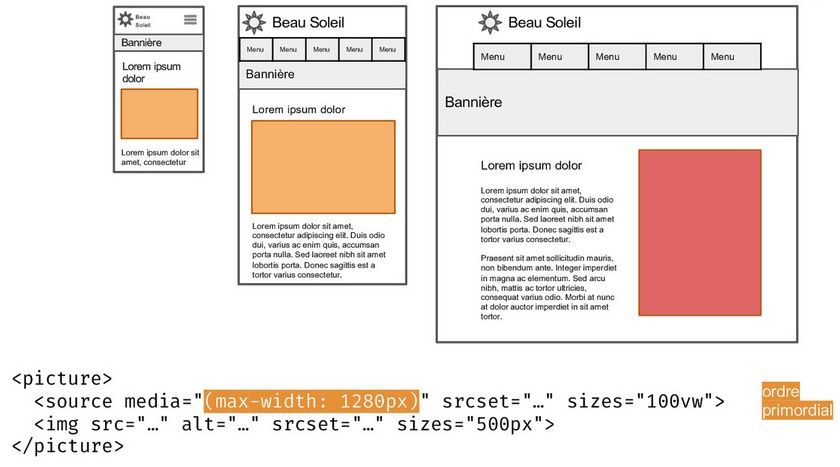 Beau
Soleil
Bannière
Lorem ipsum
dolor
Lorem ipsum dolor sit
amet, consectetur
Beau Soleil
Menu Menu Menu Menu Menu
Bannière
Lorem ipsum dolor
Lorem ipsum dolor sit amet,
consectetur adipiscing elit. Duis odio
dui, varius ac enim quis, accumsan
porta nulla. Sed laoreet nibh sit amet
lobortis porta. Donec sagittis est a
tortor varius consectetur.
Beau Soleil
Menu Menu Menu Menu Menu
Bannière
Lorem ipsum dolor
Lorem ipsum dolor sit amet,
consectetur adipiscing elit. Duis odio
dui, varius ac enim quis, accumsan
porta nulla. Sed laoreet nibh sit amet
lobortis porta. Donec sagittis est a
tortor varius consectetur.
Praesent sit amet sollicitudin mauris,
non bibendum ante. Integer imperdiet
in magna ac elementum. Sed arcu
nibh, mattis ac tortor ultricies,
consequat varius odio. Morbi at nunc
at dolor auctor imperdiet in sit amet
tortor.
<picture>
<source media="(max-width: 1280px)" srcset="…" sizes="100vw">
<img src="…" alt="…" srcset="…" sizes="500px">
</picture>
ordre
primordial